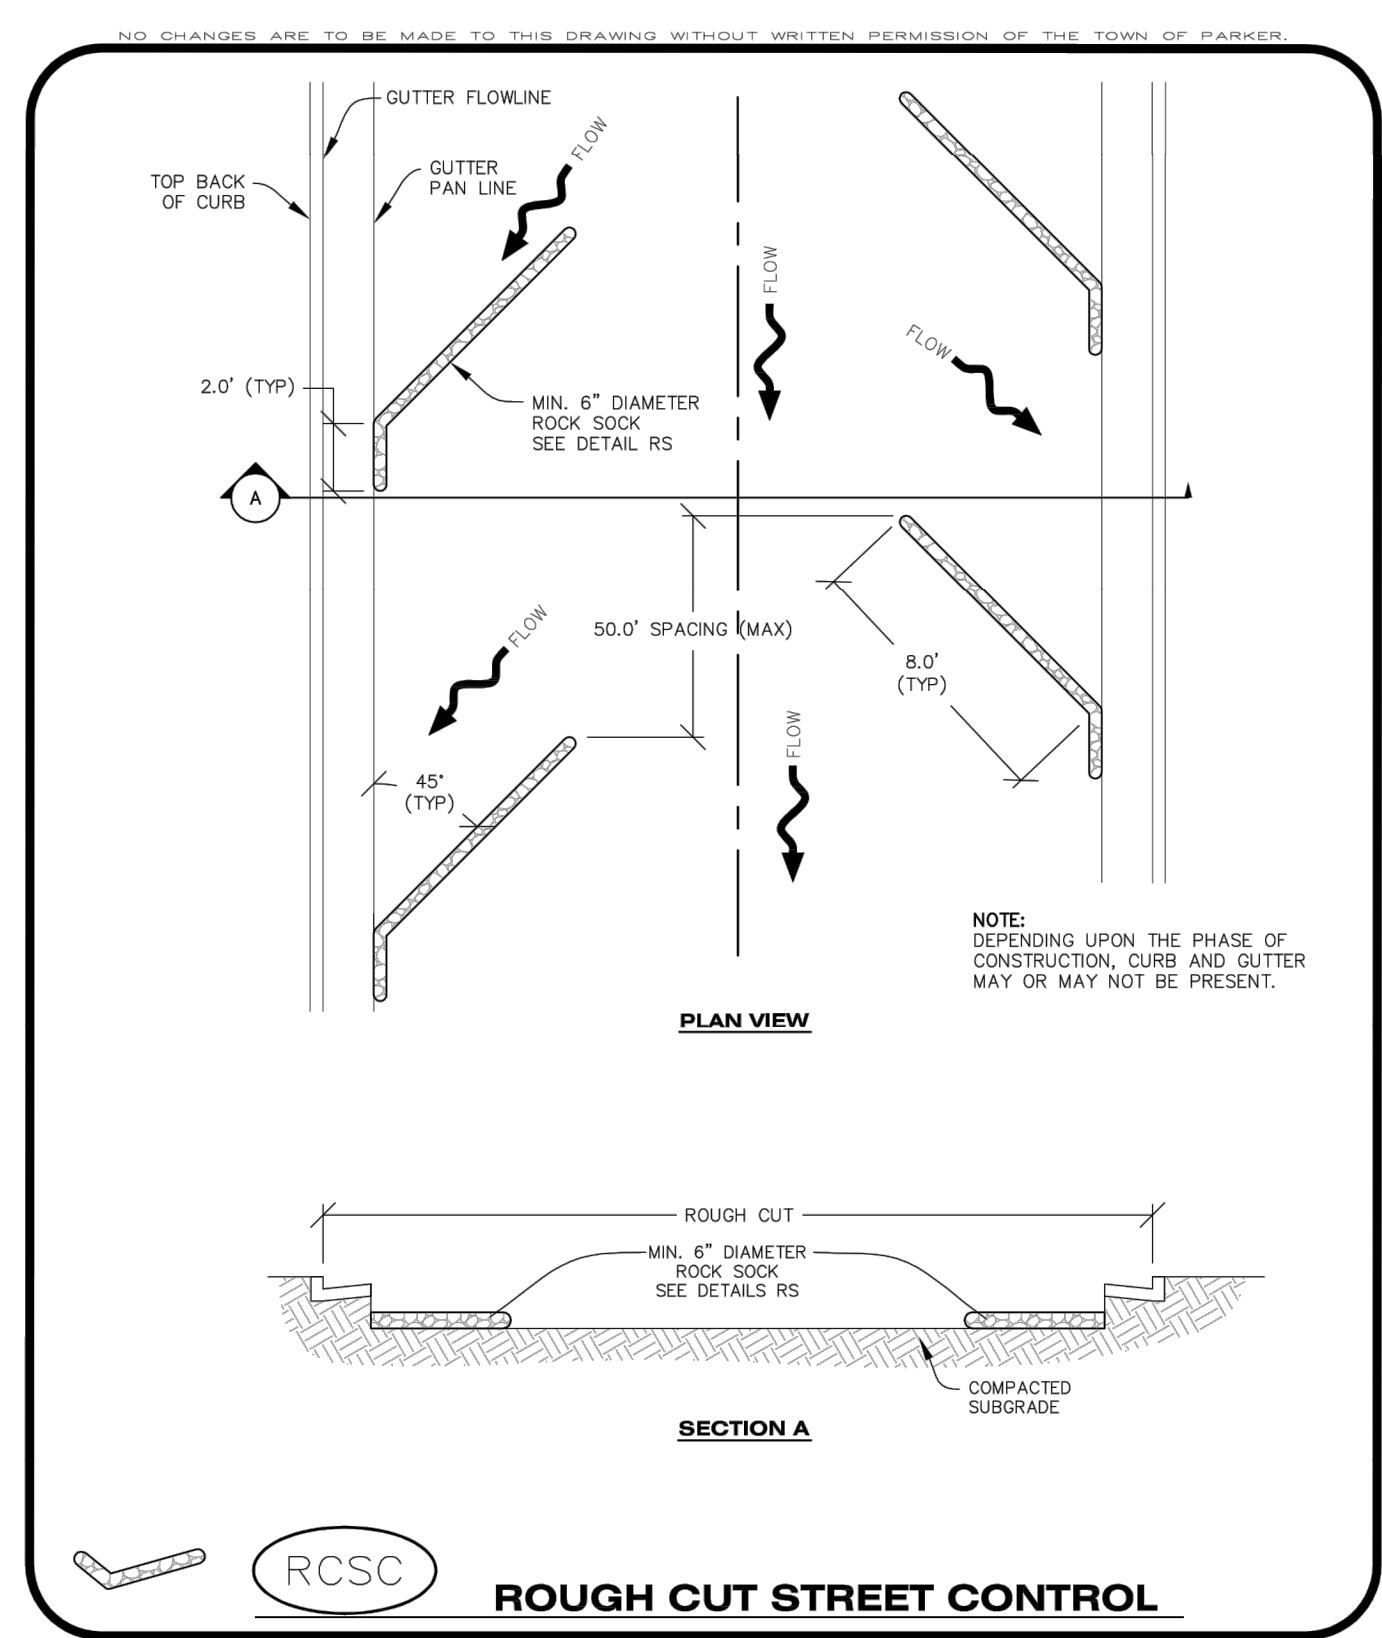 NO CHANGES ARE TO BE MADE TO THIS DRAWING WITHOUT WRITTEN PERMISSION OF THE TOWN OF PARKER.
GUTTER FLOWLINE
FLOW
GUTTER
PAN LINE
TOP BACK
OF CURB
FLOW
FLOW
2.0' (TYP)
MIN. 6" DIAMETER
ROCK SOCK
SEE DETAIL RS
A
FLOW
50.0' SPACING (MAX)
8.0'
(TYP)
FLOW
45°
(TYP)
NOTE:
DEPENDING UPON THE PHASE OF
CONSTRUCTION, CURB AND GUTTER
MAY OR MAY NOT BE PRESENT.
PLAN VIEW
ROUGH CUT
MIN. 6" DIAMETER
ROCK SOCK
SEE DETAILS RS
COMPACTED
SUBGRADE
SECTION A
RCSC
ROUGH CUT STREET CONTROL